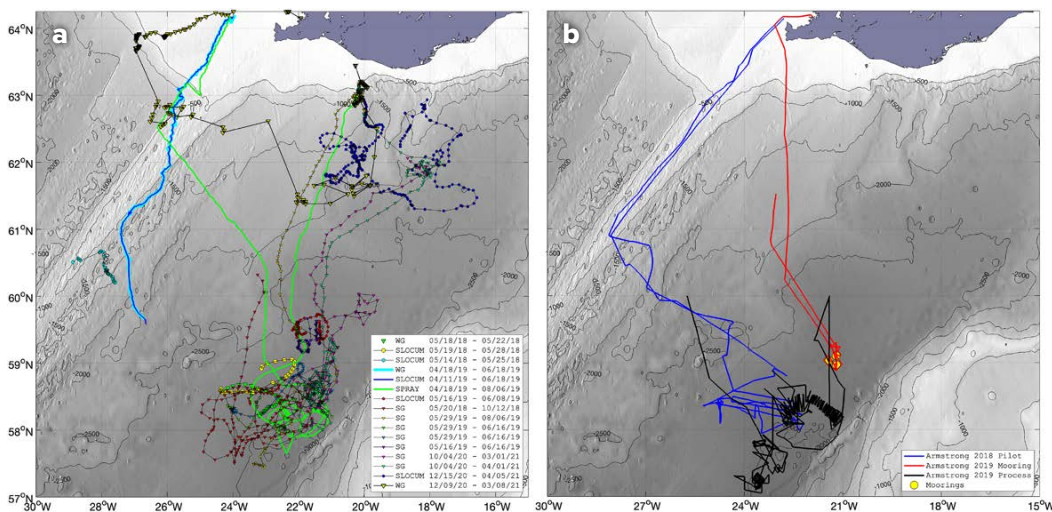 a
64°N
63°N
62°N
61°N
60°N
59°N
58°N
57°N
30°W
28°W
26°W
24°W
22°W
20°W
18°W
WG 05/18/18 - 05/22/18
SLOCUM 05/19/18 - 05/28/18
SLOCUM 05/14/18 - 05/25/18
WG 04/18/19 - 06/18/19
SLOCUM 04/11/19 - 06/18/19
SPRAY 04/18/19 - 08/06/19
SLOCUM 05/16/19 - 06/08/19
SG 05/20/18 - 10/12/18
SG 05/29/19 - 08/06/19
SG 05/29/19 - 06/16/19
SG 05/29/19 - 06/16/19
SG 05/16/19 - 06/16/19
SG 10/04/20 - 03/01/21
SG 10/04/20 - 04/01/21
SLOCUM 12/15/20 - 04/05/21
WG 12/09/20 - 03/08/21
-500
-1000
-1500
-2000
-2500
b
30°W
27°W
24°W
21°W
18°W
15°W
Armstrong 2018 Pilot
Armstrong 2019 Mooring
Armstrong 2019 Process
Moorings
-500
-1000
-1500
-2000
-2500